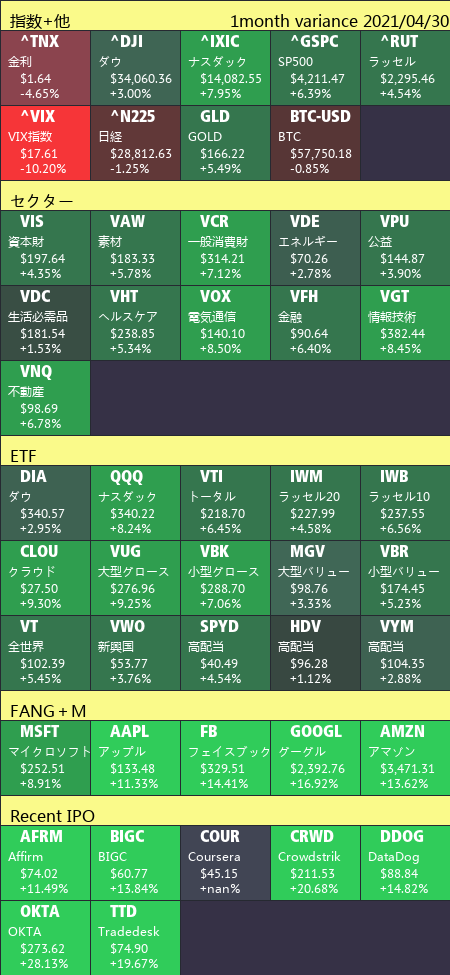 指数+他 1month variance 2021/04/30
^TNX ^DJI ^IXIC ^GSPC ^RUT
金利 ダウ ナスダック SP500 ラッセル
$1.64 $34,060.36 $14,082.55 $4,211.47 $2,295.46
-4.65% +3.00% +7.95% +6.39% +4.54%
^VIX ^N225 GLD BTC-USD
VIX指数 日経 GOLD BTC
$17.61 $28,812.63 $166.22 $57,750.18
-10.20% -1.25% +5.49% -0.85%
セクター
VIS VAW VCR VDE VPU
資本財 素材 一般消費財 エネルギー 公益
$197.64 $183.33 $314.21 $70.26 $144.87
+4.35% +5.78% +7.12% +2.78% +3.90%
VDC VHT VOX VFH VGT
生活必需品 ヘルスケア 電気通信 金融 情報技術
$181.54 $238.85 $140.10 $90.64 $382.44
+1.53% +5.34% +8.50% +6.40% +8.45%
VNQ
不動産
$98.69
+6.78%
ETF
DIA QQQ VTI IWM IWB
ダウ ナスダック トータル ラッセル20 ラッセル10
$340.57 $340.22 $218.70 $227.99 $237.55
+2.95% +8.24% +6.45% +4.58% +6.56%
CLOU VUG VBK MGV VBR
クラウド 大型グロース 小型グロース 大型バリュー 小型バリュー
$27.50 $276.96 $288.70 $98.76 $174.45
+9.30% +9.25% +7.06% +3.33% +5.23%
VT VWO SPYD HDV VYM
全世界 新興国 高配当 高配当 高配当
$102.39 $53.77 $40.49 $96.28 $104.35
+5.45% +3.76% +4.54% +1.12% +2.88%
FANG+M
MSFT AAPL FB GOOGL AMZN
マイクロソフト アップル フェイスブック グーグル アマゾン
$252.51 $133.48 $329.51 $2,392.76 $3,471.31
+8.91% +11.33% +14.41% +16.92% +13.62%
Recent IPO
AFRM BIGC COUR CRWD DDOG
Affirm BIGC Coursera Crowdstrik DataDog
$74.02 $60.77 $45.15 $211.53 $88.84
+11.49% +13.84% +nan% +20.68% +14.82%
OKTA TTD
OKTA Tradedesk
$273.62 $74.90
+28.13% +19.67%